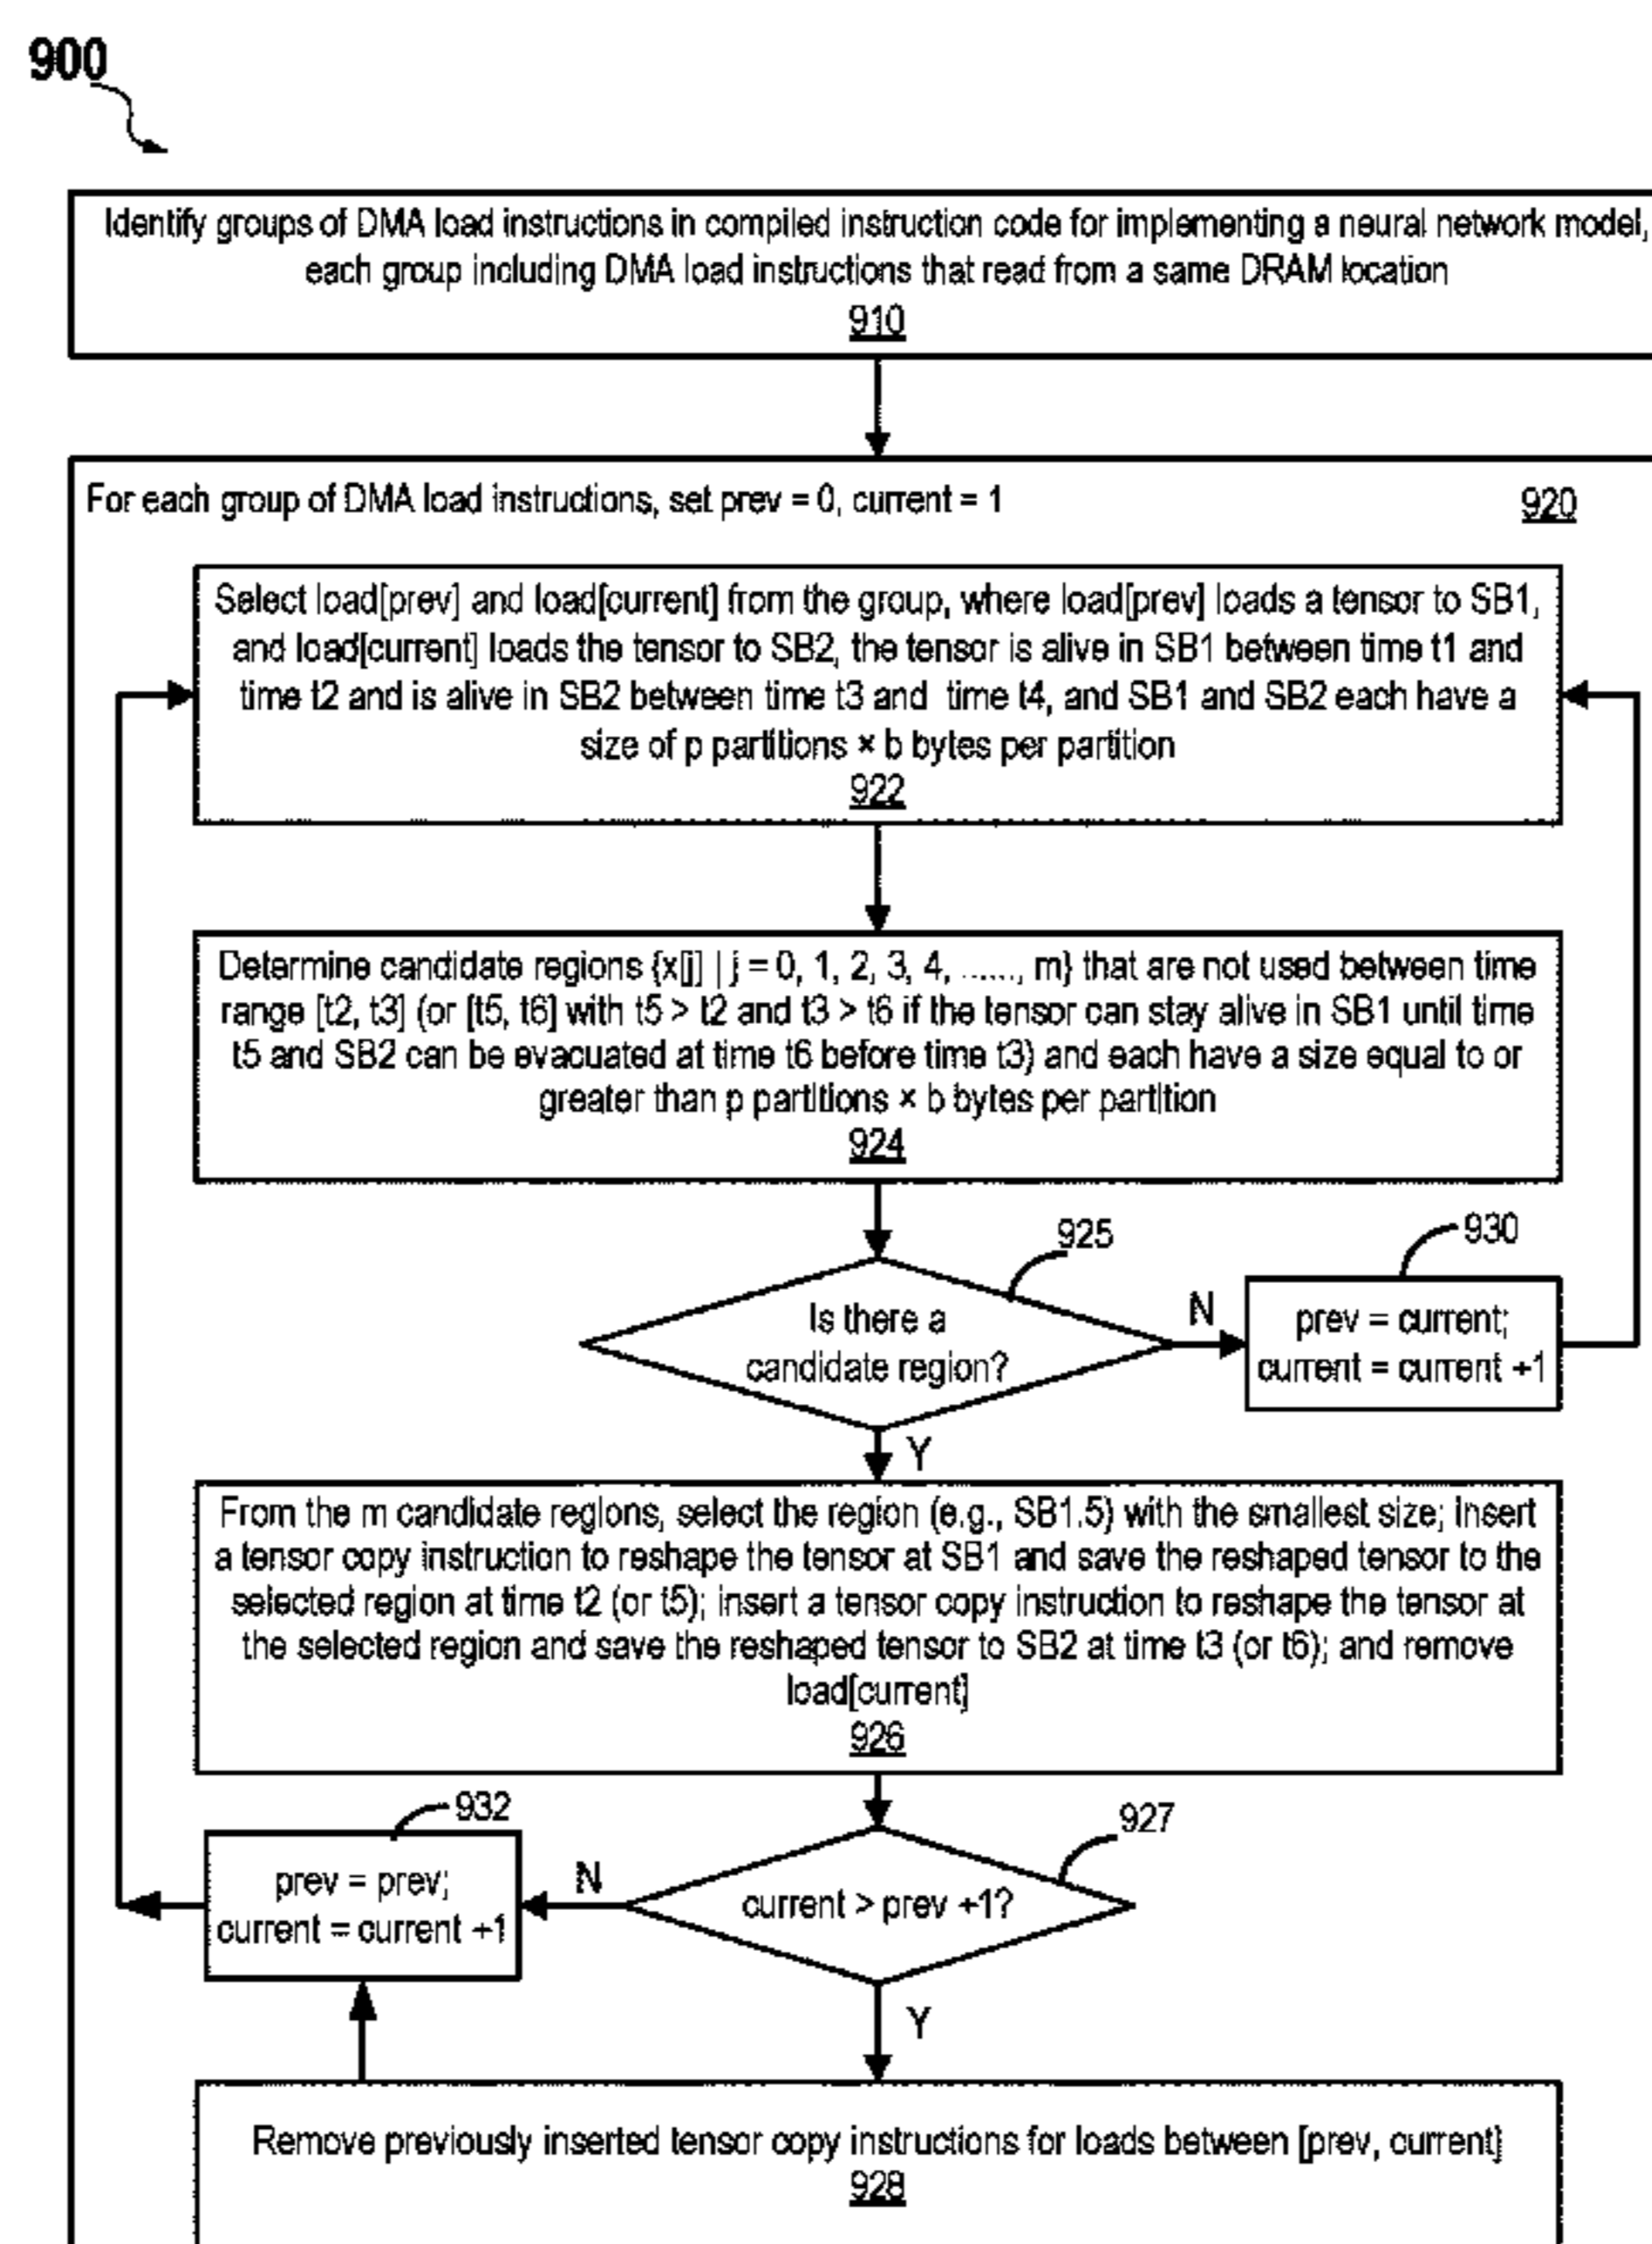 900
Identify groups of DMA load instructions in compiled instruction code for implementing a neural network model,
each group including DMA load instructions that read from a same DRAM location
910
For each group of DMA load instructions, set prev = 0, current = 1
920
Select load[prev] and load[current] from the group, where load[prev] loads a tensor to SB1,
and load[current] loads the tensor to SB2, the tensor is alive in SB1 between time t1 and
time t2 and is alive in SB2 between time t3 and time t4, and SB1 and SB2 each have a
size of p partitions × b bytes per partition
922
Determine candidate regions {x[j] | j = 0, 1, 2, 3, 4, ……, m} that are not used between time
range [t2, t3] (or [t5, t6] with t5 > t2 and t3 > t6 if the tensor can stay alive in SB1 until time
t5 and SB2 can be evacuated at time t6 before time t3) and each have a size equal to or
greater than p partitions × b bytes per partition
924
925
Is there a
candidate region?
N
930
prev = current;
current = current +1
Y
From the m candidate regions, select the region (e.g., SB1.5) with the smallest size; insert
a tensor copy instruction to reshape the tensor at SB1 and save the reshaped tensor to the
selected region at time t2 (or t5); insert a tensor copy instruction to reshape the tensor at
the selected region and save the reshaped tensor to SB2 at time t3 (or t6); and remove
load[current]
926
932
927
prev = prev;
current = current +1
N
current > prev +1?
Y
Remove previously inserted tensor copy instructions for loads between [prev, current]
928